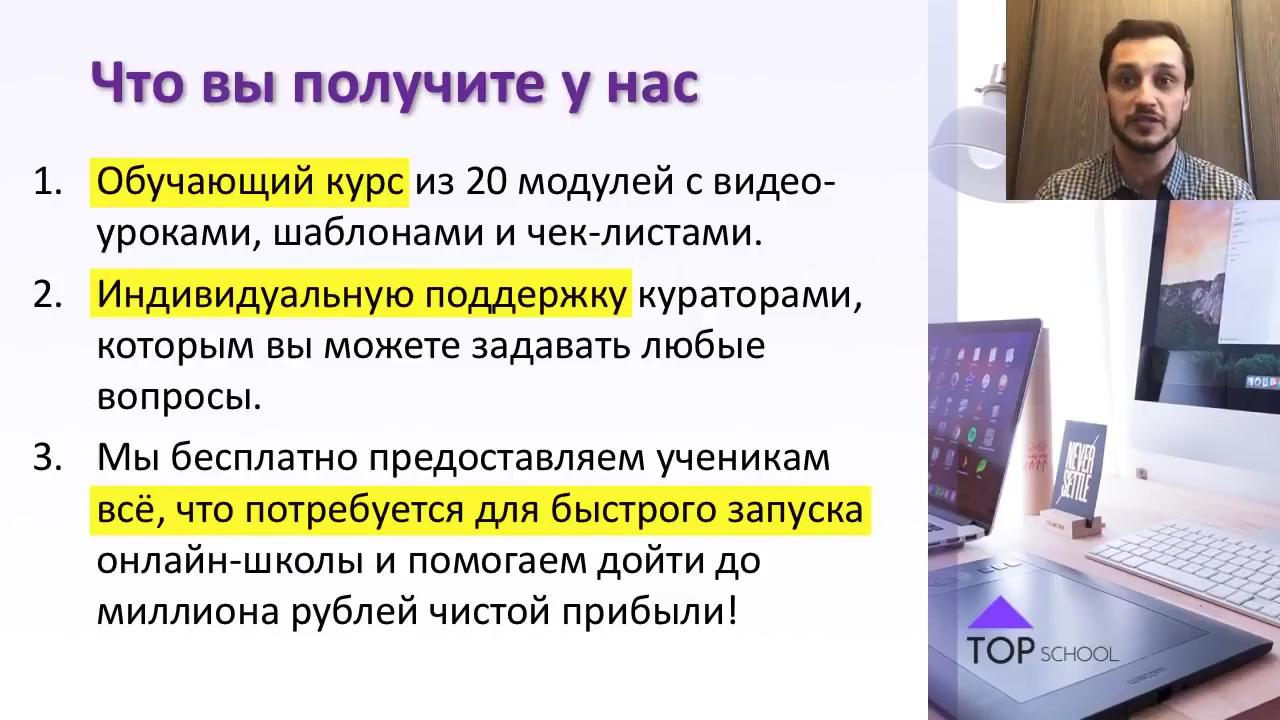 Что вы получите у нас
1. Обучающий курс из 20 модулей с видео-
уроками, шаблонами и чек-листами.
2. Индивидуальную поддержку кураторами,
которым вы можете задавать любые
вопросы.
3. Мы бесплатно предоставляем ученикам
всё, что потребуется для быстрого запуска
онлайн-школы и помогаем дойти до
миллиона рублей чистой прибыли!
NEVER
SETTLE
TOP SCHOOL
wacom